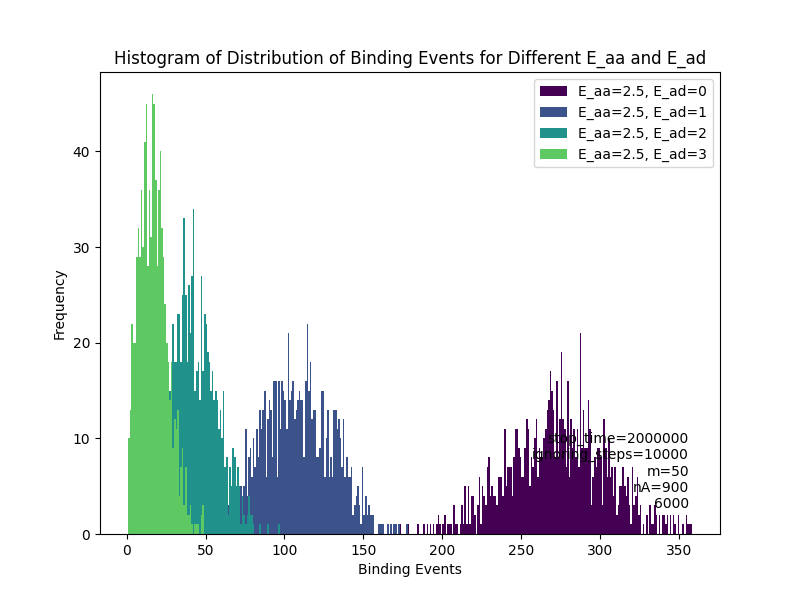 Histogram of Distribution of Binding Events for Different E_aa and E_ad
E_aa=2.5, E_ad=0
E_aa=2.5, E_ad=1
E_aa=2.5, E_ad=2
E_aa=2.5, E_ad=3
Frequency
40
30
20
10
0
stop_time=2000000
ignoring_steps=10000
m=50
nA=900
6000
0 50 100 150 200 250 300 350
Binding Events